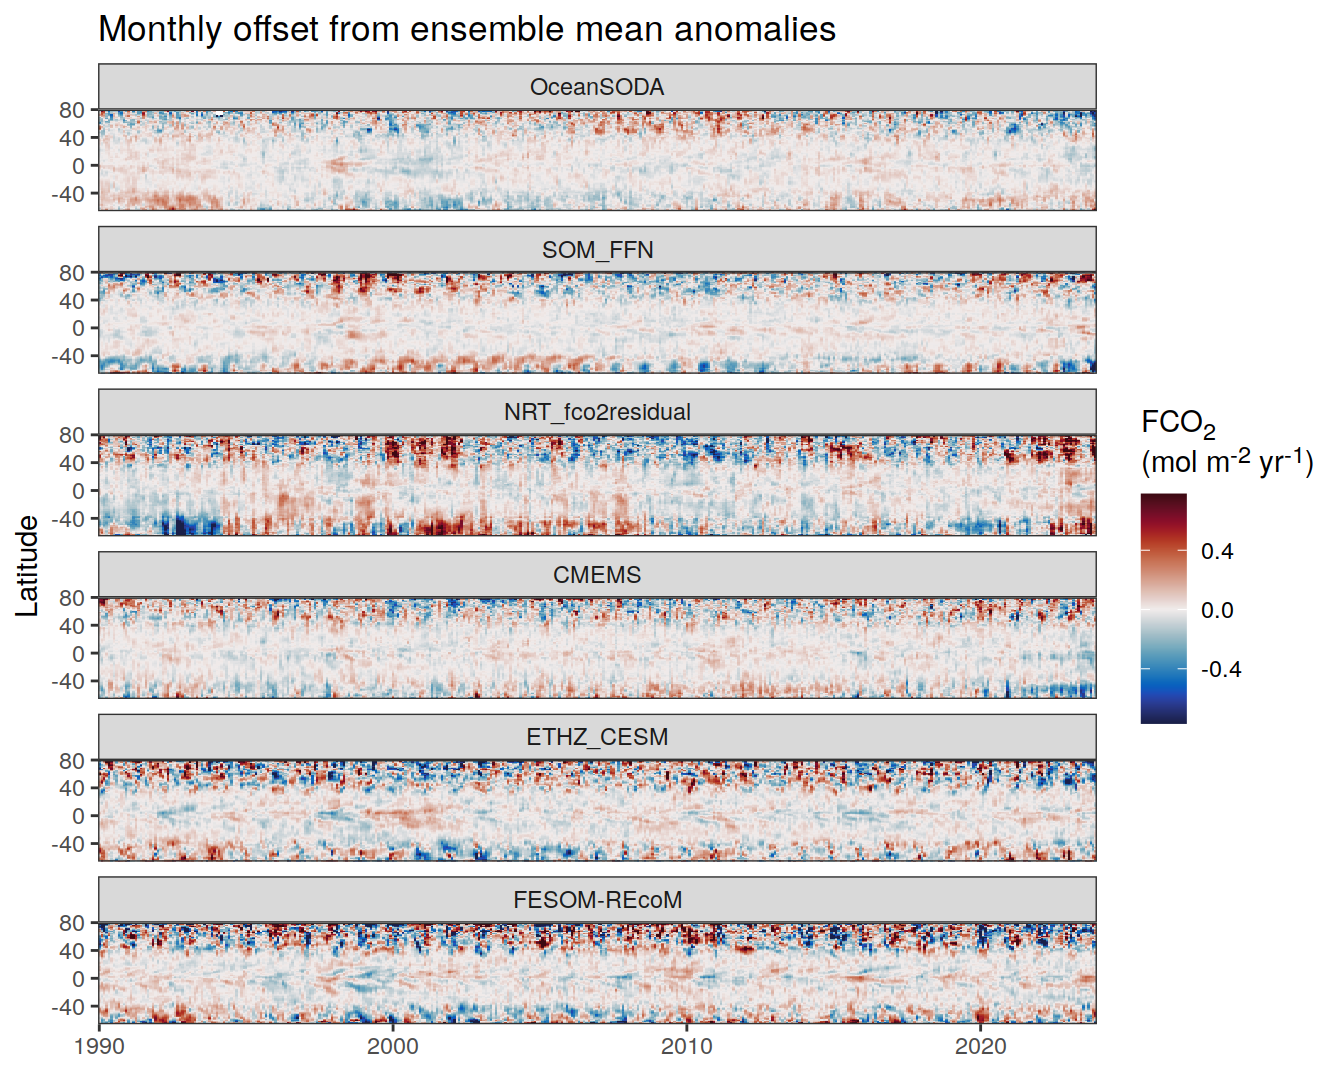 Monthly offset from ensemble mean anomalies
OceanSODA
80
40
0
-40
SOM_FFN
80
40
0
-40
NRT_fco2residual
80
40
0
-40
CMEMS
80
40
0
-40
ETHZ_CESM
80
40
0
-40
FESOM-REcoM
80
40
0
-40
1990 2000 2010 2020
Latitude
FCO₂
(mol m⁻² yr⁻¹)
0.4
0.0
-0.4